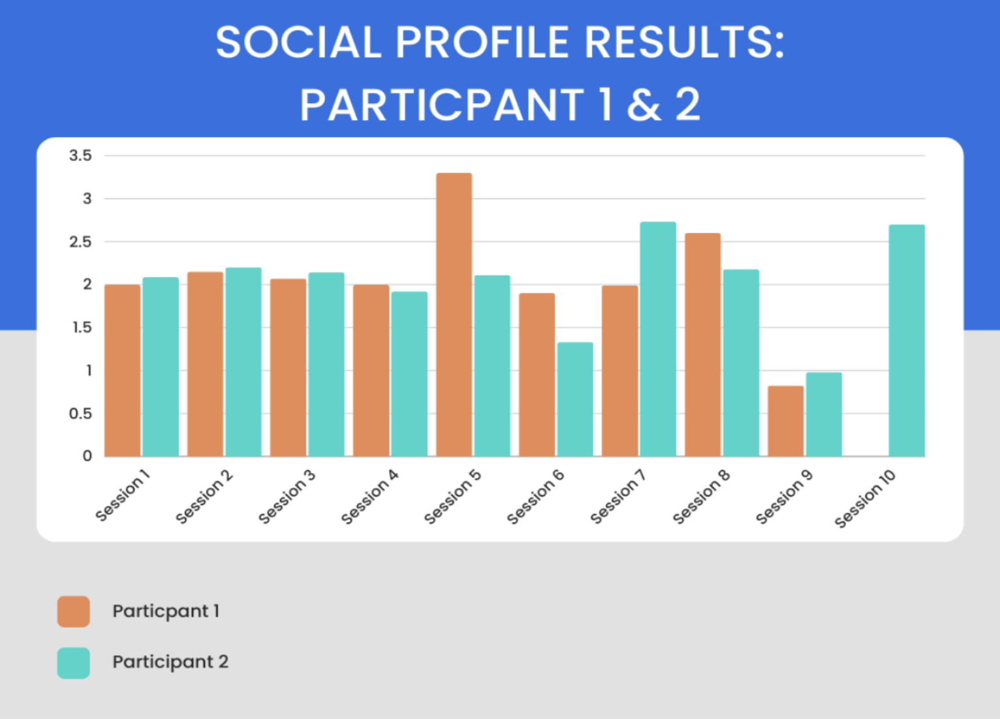 SOCIAL PROFILE RESULTS:
PARTICPANT 1 & 2
3.5
3
2.5
2
1.5
1
0.5
0
Session 1
Session 2
Session 3
Session 4
Session 5
Session 6
Session 7
Session 8
Session 9
Session 10
Particpant 1
Participant 2